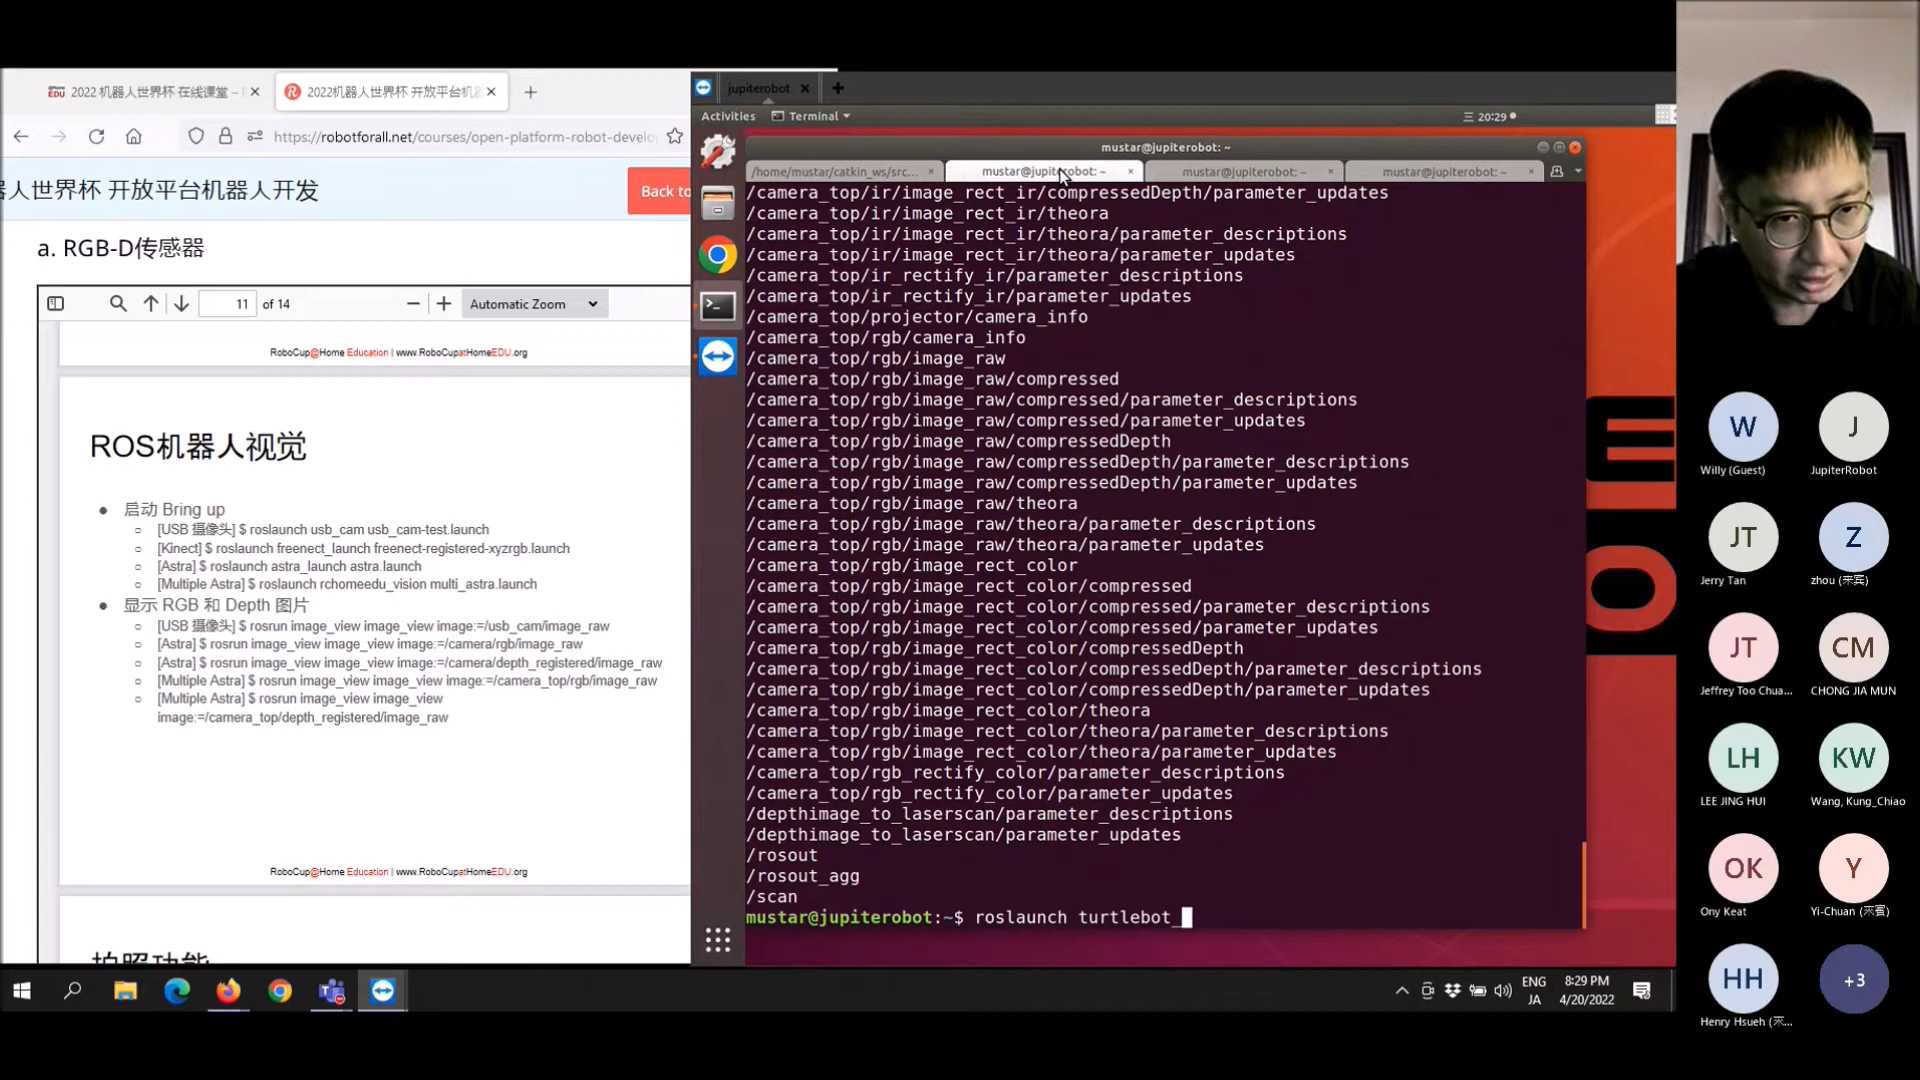 2022 机器人世界杯 在线课堂 –
2022机器人世界杯 开放平台机器
https://robotforall.net/courses/open-platform-robot-develo
人世界杯 开放平台机器人开发
Back to
a. RGB-D传感器
11 of 14
Automatic Zoom
RoboCup@Home Education | www.RoboCupatHomeEDU.org
ROS机器人视觉
● 启动 Bring up
○ [USB 摄像头] $ roslaunch usb_cam usb_cam-test.launch
○ [Kinect] $ roslaunch freenect_launch freenect-registered-xyzrgb.launch
○ [Astra] $ roslaunch astra_launch astra.launch
○ [Multiple Astra] $ roslaunch rchomeedu_vision multi_astra.launch
● 显示 RGB 和 Depth 图片
○ [USB 摄像头] $ rosrun image_view image_view image:=/usb_cam/image_raw
○ [Astra] $ rosrun image_view image_view image:=/camera/rgb/image_raw
○ [Astra] $ rosrun image_view image_view image:=/camera/depth_registered/image_raw
○ [Multiple Astra] $ rosrun image_view image_view image:=/camera_top/rgb/image_raw
○ [Multiple Astra] $ rosrun image_view image_view
image:=/camera_top/depth_registered/image_raw
RoboCup@Home Education | www.RoboCupatHomeEDU.org
拍照功能
jupiterobot
Activities
Terminal
三 20:29
mustar@jupiterobot: ~
/home/mustar/catkin_ws/src...
mustar@jupiterobot: ~
mustar@jupiterobot: ~
mustar@jupiterobot: ~
/camera_top/ir/image_rect_ir/compressedDepth/parameter_updates
/camera_top/ir/image_rect_ir/theora
/camera_top/ir/image_rect_ir/theora/parameter_descriptions
/camera_top/ir/image_rect_ir/theora/parameter_updates
/camera_top/ir_rectify_ir/parameter_descriptions
/camera_top/ir_rectify_ir/parameter_updates
/camera_top/projector/camera_info
/camera_top/rgb/camera_info
/camera_top/rgb/image_raw
/camera_top/rgb/image_raw/compressed
/camera_top/rgb/image_raw/compressed/parameter_descriptions
/camera_top/rgb/image_raw/compressed/parameter_updates
/camera_top/rgb/image_raw/compressedDepth
/camera_top/rgb/image_raw/compressedDepth/parameter_descriptions
/camera_top/rgb/image_raw/compressedDepth/parameter_updates
/camera_top/rgb/image_raw/theora
/camera_top/rgb/image_raw/theora/parameter_descriptions
/camera_top/rgb/image_raw/theora/parameter_updates
/camera_top/rgb/image_rect_color
/camera_top/rgb/image_rect_color/compressed
/camera_top/rgb/image_rect_color/compressed/parameter_descriptions
/camera_top/rgb/image_rect_color/compressed/parameter_updates
/camera_top/rgb/image_rect_color/compressedDepth
/camera_top/rgb/image_rect_color/compressedDepth/parameter_descriptions
/camera_top/rgb/image_rect_color/compressedDepth/parameter_updates
/camera_top/rgb/image_rect_color/theora
/camera_top/rgb/image_rect_color/theora/parameter_descriptions
/camera_top/rgb/image_rect_color/theora/parameter_updates
/camera_top/rgb_rectify_color/parameter_descriptions
/camera_top/rgb_rectify_color/parameter_updates
/depthimage_to_laserscan/parameter_descriptions
/depthimage_to_laserscan/parameter_updates
/rosout
/rosout_agg
/scan
mustar@jupiterobot:~$ roslaunch turtlebot_
W
Willy (Guest)
J
JupiterRobot
JT
Jerry Tan
Z
zhou (来宾)
JT
Jeffrey Too Chua...
CM
CHONG JIA MUN
LH
LEE JING HUI
KW
Wang, Kung_Chiao
OK
Ony Keat
Y
Yi-Chuan (來賓)
HH
Henry Hsueh (來...
+3
ENG
JA
8:29 PM
4/20/2022